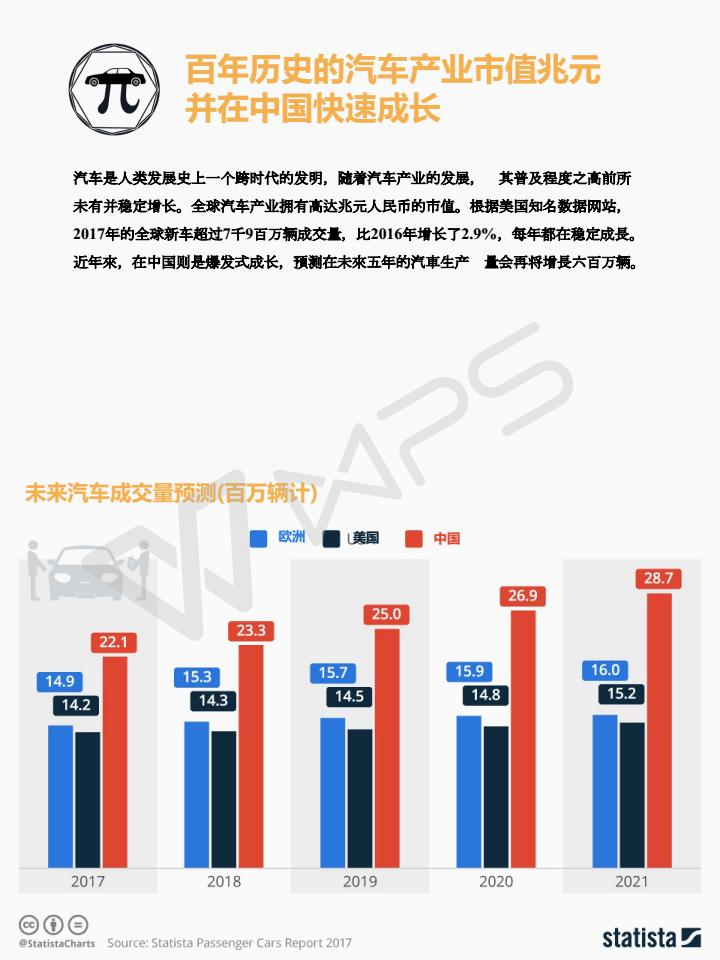 百年历史的汽车产业市值兆元
并在中国快速成长
汽车是人类发展史上一个跨时代的发明，随着汽车产业的发展， 其普及程度之高前所
未有并稳定增长。全球汽车产业拥有高达兆元人民币的市值。根据美国知名数据网站，
2017年的全球新车超过7千9百万辆成交量，比2016年增长了2.9%，每年都在稳定成長。
近年來，在中国则是爆发式成长，预测在未來五年的汽車生产 量会再将增長六百万辆。
WPS
未来汽车成交量预测(百万辆计)
欧洲 美国 中国
14.9 14.2 22.1
15.3 14.3 23.3
15.7 14.5 25.0
15.9 14.8 26.9
16.0 15.2 28.7
2017 2018 2019 2020 2021
@StatistaCharts Source: Statista Passenger Cars Report 2017
statista